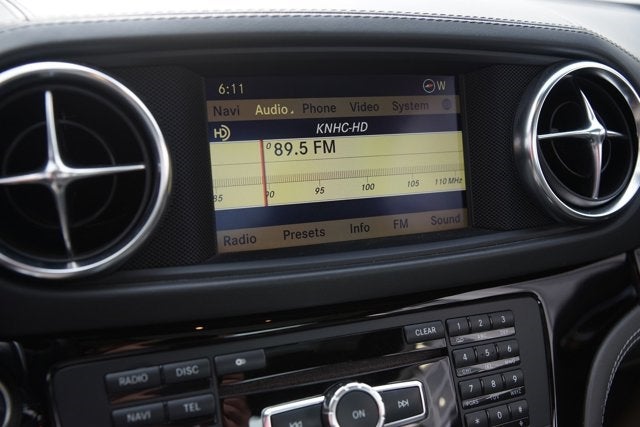 6:11 W
Navi Audio Phone Video System
HD KNHC-HD
0 89.5 FM
85 90 95 100 105 110 MHz
Radio Presets Info FM Sound
CLEAR 1 2 3
RADIO DISC 4 5 6
NAVI TEL 7 8 9
ON * 0 #